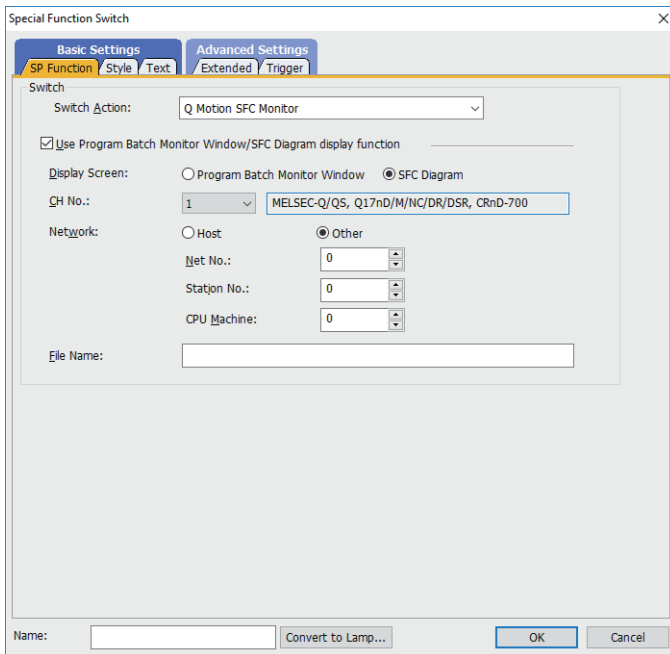 Special Function Switch
Basic Settings Advanced Settings
SP Function Style Text Extended Trigger
Switch
Switch Action: Q Motion SFC Monitor
Use Program Batch Monitor Window/SFC Diagram display function
Display Screen: Program Batch Monitor Window SFC Diagram
CH No.: 1 MELSEC-Q/QS, Q17nD/M/NC/DR/DSR, CRnD-700
Network: Host Other
Net No.: 0
Station No.: 0
CPU Machine: 0
File Name:
Name: Convert to Lamp... OK Cancel